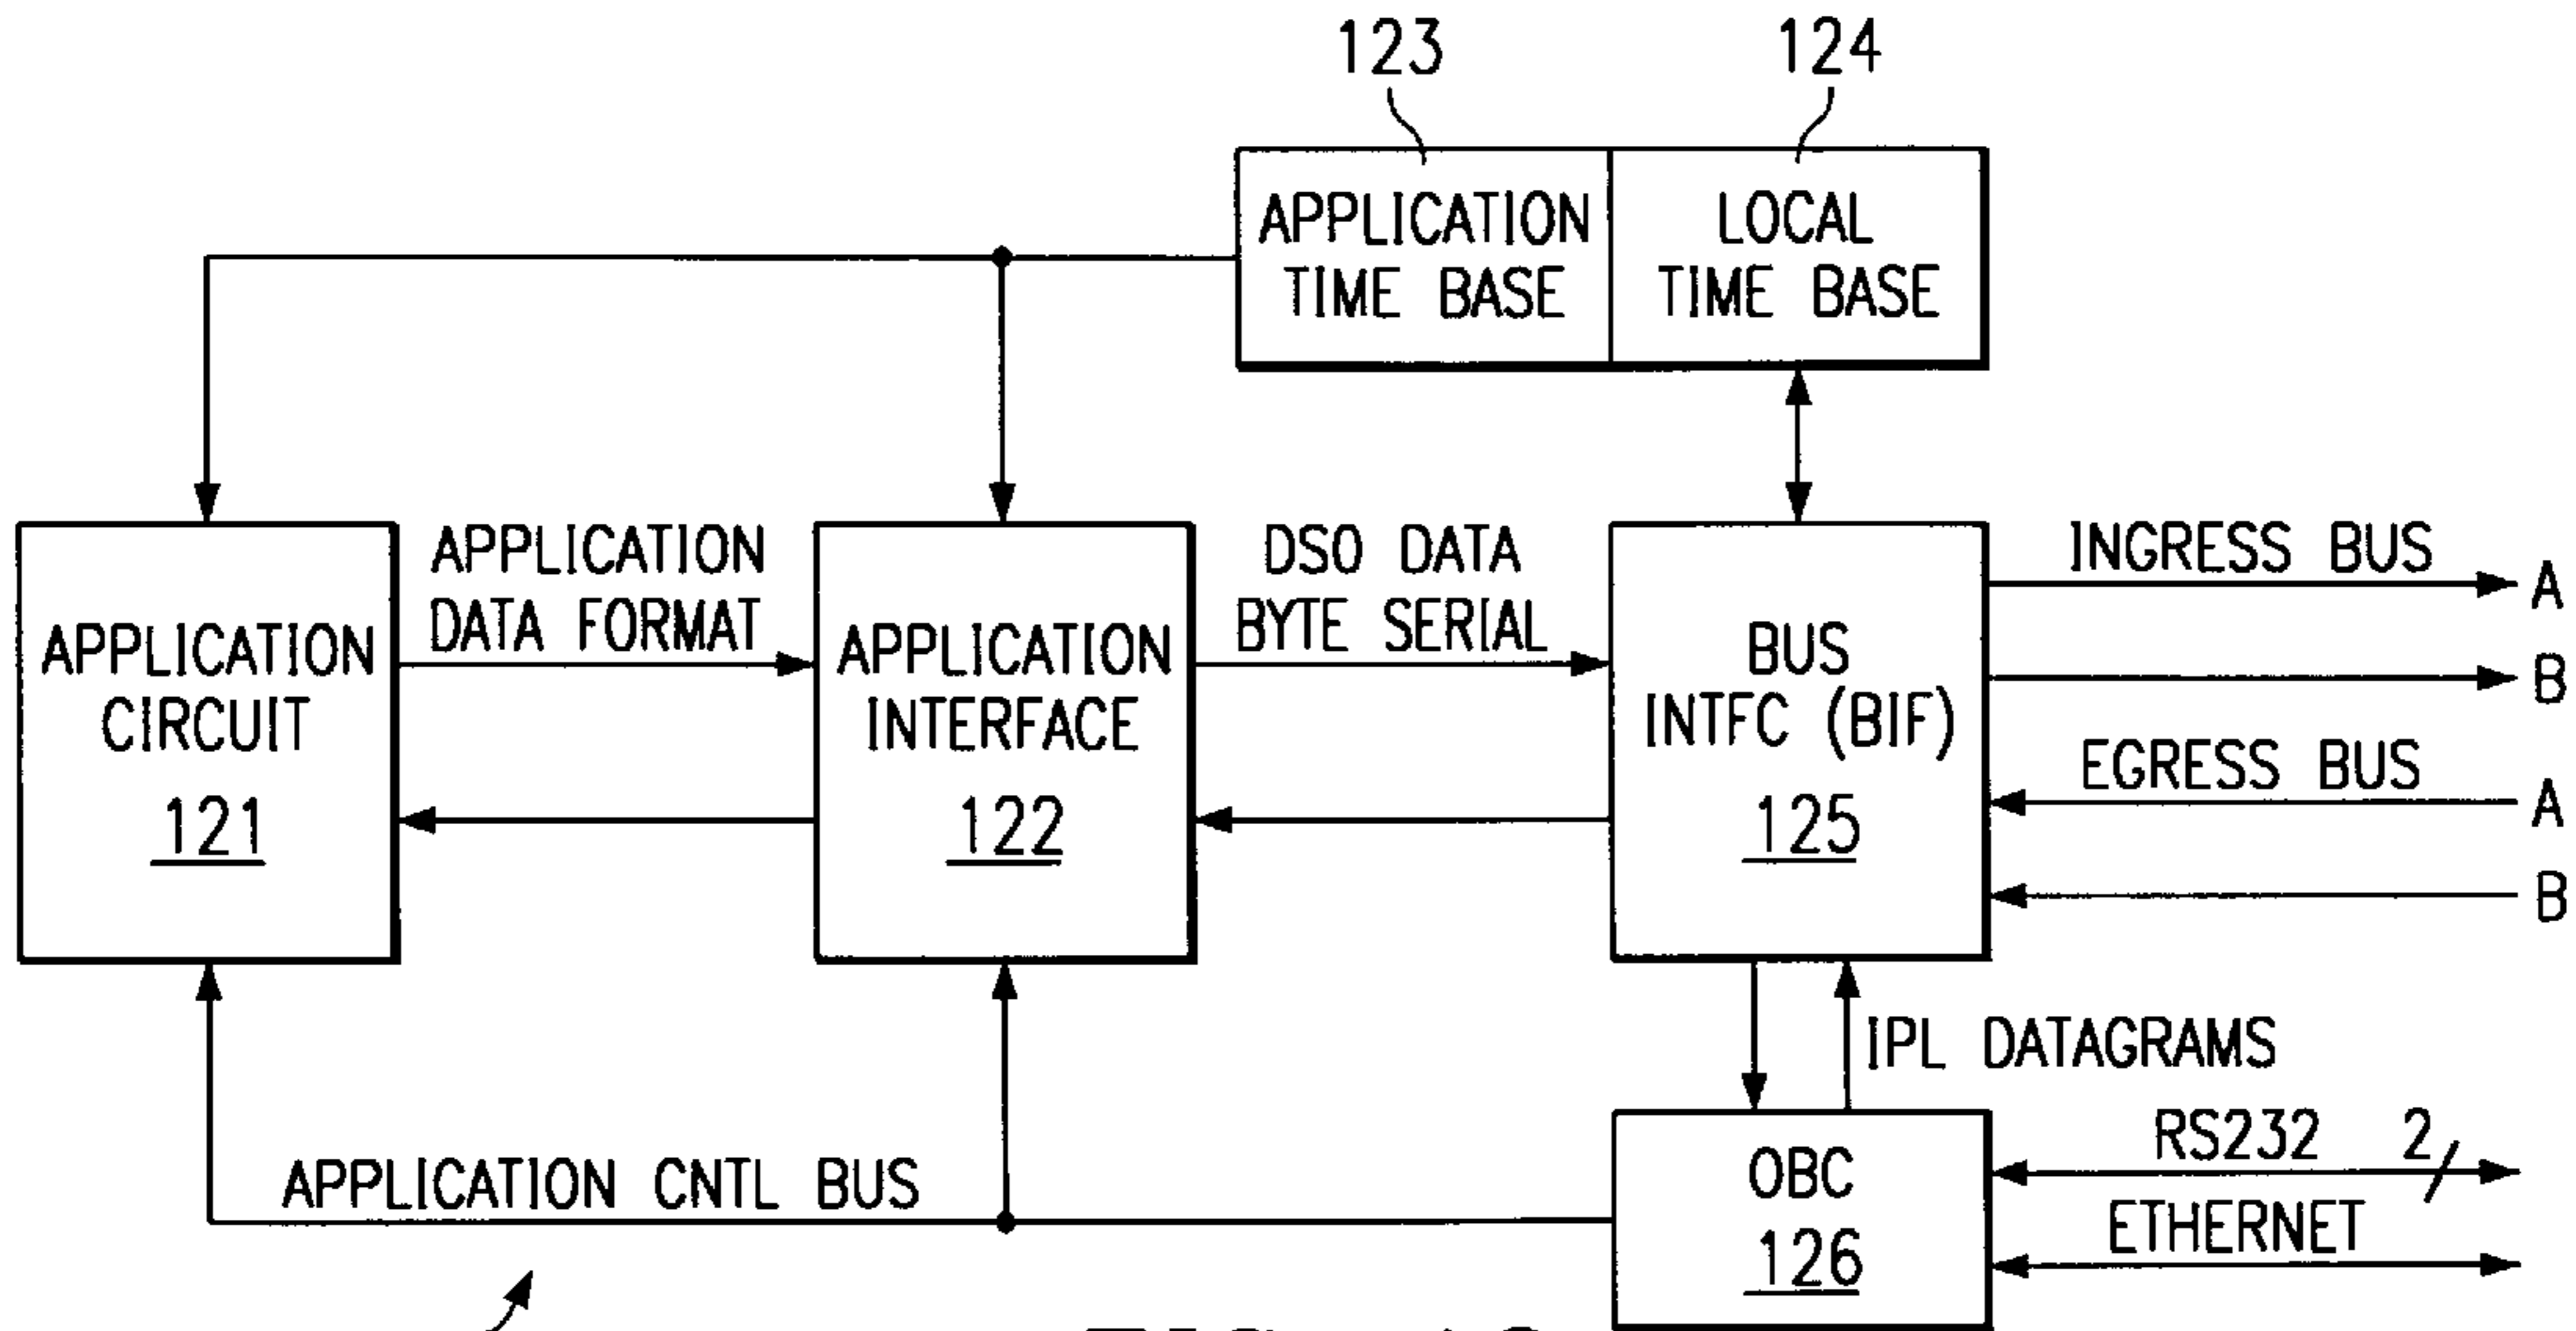 123
124
APPLICATION
TIME BASE
LOCAL
TIME BASE
APPLICATION
CIRCUIT
121
APPLICATION
DATA FORMAT
APPLICATION
INTERFACE
122
DS0 DATA
BYTE SERIAL
BUS
INTFC (BIF)
125
INGRESS BUS
A
B
EGRESS BUS
A
B
IPL DATAGRAMS
APPLICATION CNTL BUS
OBC
126
RS232 2
ETHERNET